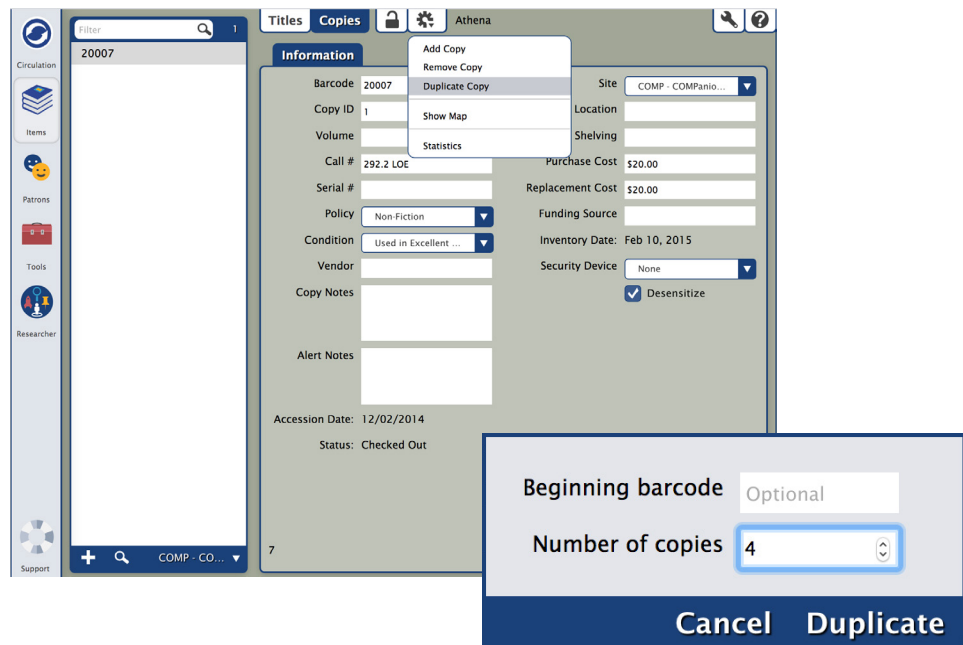 Titles
Copies
Athena
Filter
1
20007
Circulation
Items
Patrons
Tools
Researcher
Support
COMP - CO...
Information
Add Copy
Remove Copy
Duplicate Copy
Show Map
Statistics
Barcode 20007
Copy ID 1
Volume
Call # 292.2 LOE
Serial #
Policy Non-Fiction
Condition Used in Excellent ...
Vendor
Copy Notes
Alert Notes
Accession Date: 12/02/2014
Status: Checked Out
7
Site COMP - COMPanio...
Location
Shelving
Purchase Cost $20.00
Replacement Cost $20.00
Funding Source
Inventory Date: Feb 10, 2015
Security Device None
Desensitize
Beginning barcode Optional
Number of copies 4
Cancel Duplicate